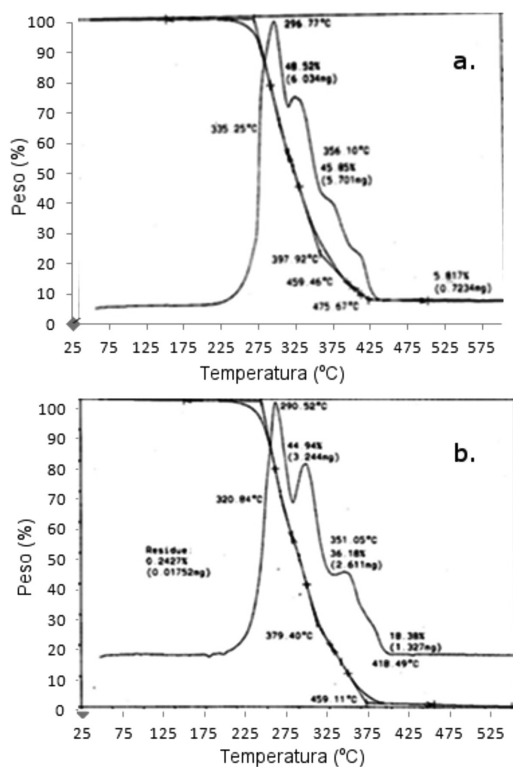 a.
Peso (%)
100
90
80
70
60
50
40
30
20
10
0
296.77°C
48.52%
(6.034mg)
335.25°C
356.10°C
45.85%
(5.701mg)
397.92°C
459.46°C
475.67°C
5.817%
(0.7234mg)
25 75 125 175 225 275 325 375 425 475 525 575
Temperatura (ºC)
b.
Peso (%)
100
90
80
70
60
50
40
30
20
10
0
290.52°C
44.94%
(3.244mg)
320.84°C
Residue:
0.2427%
(0.01752mg)
351.05°C
36.18%
(2.611mg)
379.40°C
18.38%
(1.327mg)
418.49°C
459.11°C
25 75 125 175 225 275 325 375 425 475 525
Temperatura (ºC)